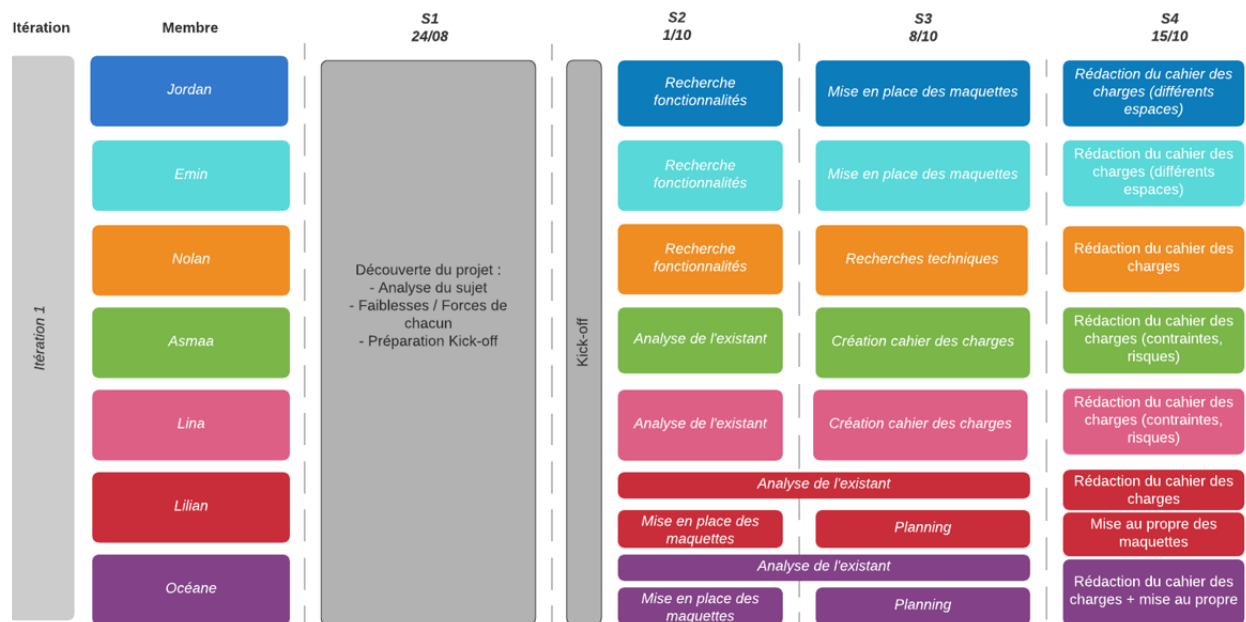 Itération
Membre
S1
24/08
S2
1/10
S3
8/10
S4
15/10
Itération 1
Découverte du projet :
- Analyse du sujet
- Faiblesses / Forces de
chacun
- Préparation Kick-off
Kick-off
Jordan
Recherche
fonctionnalités
Mise en place des maquettes
Rédaction du cahier des
charges (différents
espaces)
Emin
Recherche
fonctionnalités
Mise en place des maquettes
Rédaction du cahier des
charges (différents
espaces)
Nolan
Recherche
fonctionnalités
Recherches techniques
Rédaction du cahier des
charges
Asmaa
Analyse de l'existant
Création cahier des charges
Rédaction du cahier des
charges (contraintes,
risques)
Lina
Analyse de l'existant
Création cahier des charges
Rédaction du cahier des
charges (contraintes,
risques)
Lilian
Analyse de l'existant
Mise en place des
maquettes
Planning
Rédaction du cahier des
charges
Mise au propre des
maquettes
Océane
Analyse de l'existant
Mise en place des
maquettes
Planning
Rédaction du cahier des
charges + mise au propre